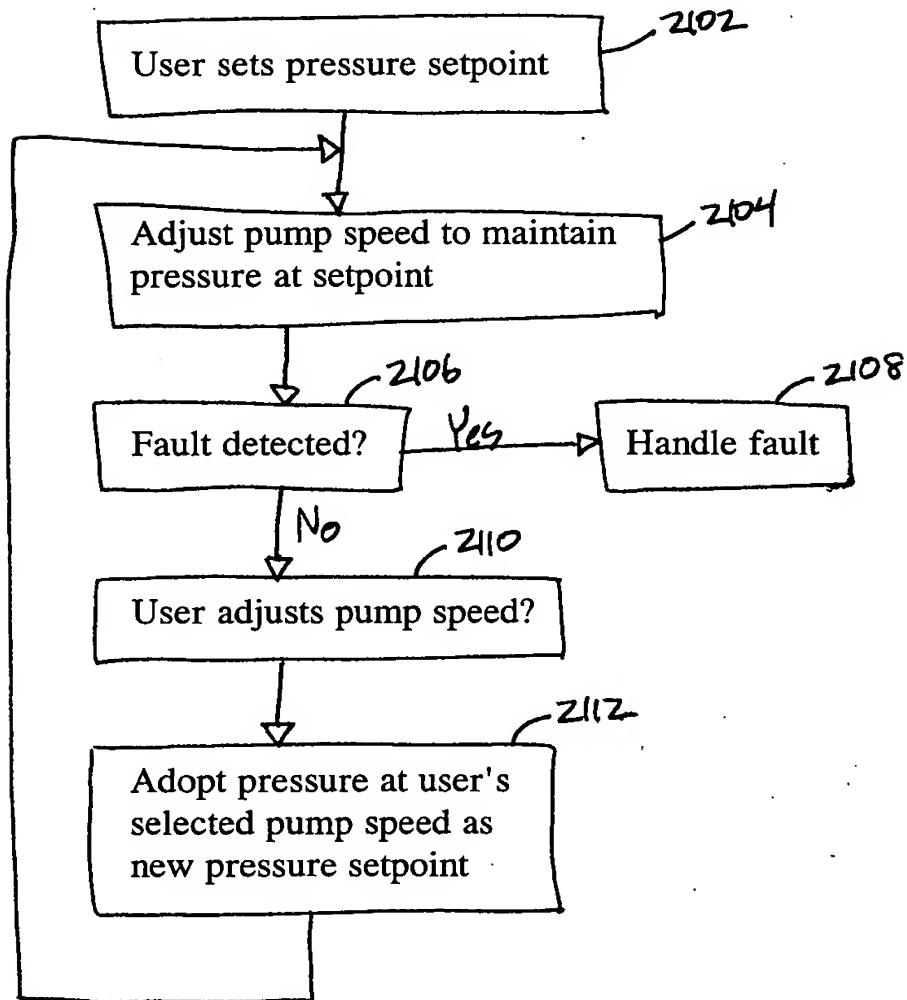 2102
User sets pressure setpoint
2104
Adjust pump speed to maintain
pressure at setpoint
2106
2108
Fault detected?
Yes
Handle fault
No
2110
User adjusts pump speed?
2112
Adopt pressure at user's
selected pump speed as
new pressure setpoint